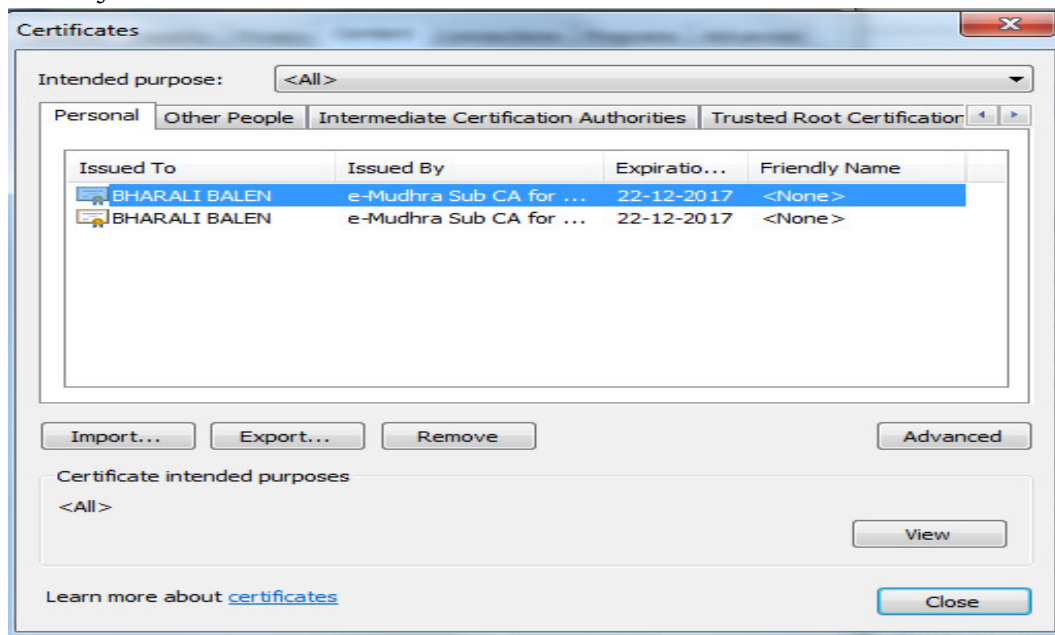 Certificates
Intended purpose: <All>
Personal Other People Intermediate Certification Authorities Trusted Root Certification
Issued To Issued By Expiratio... Friendly Name
BHARALI BALEN e-Mudhra Sub CA for ... 22-12-2017 <None>
BHARALI BALEN e-Mudhra Sub CA for ... 22-12-2017 <None>
Import... Export... Remove Advanced
Certificate intended purposes
<All>
View
Learn more about certificates
Close